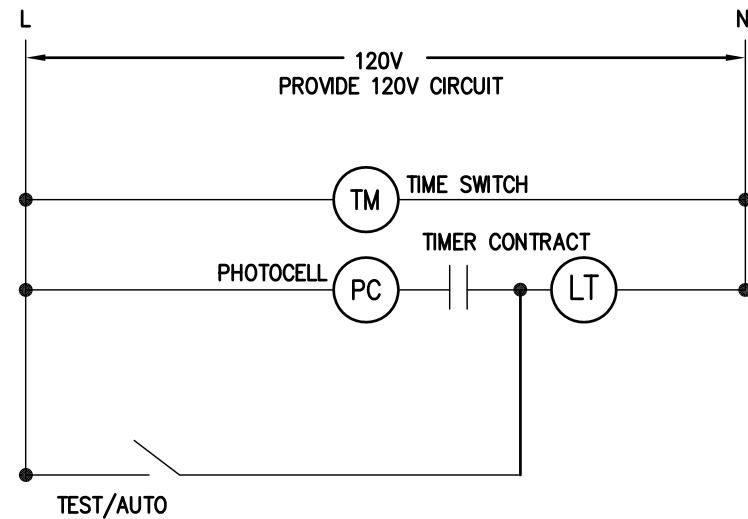 L
N
120V
PROVIDE 120V CIRCUIT
TM
TIME SWITCH
TIMER CONTRACT
PHOTOCELL
PC
LT
TEST/AUTO